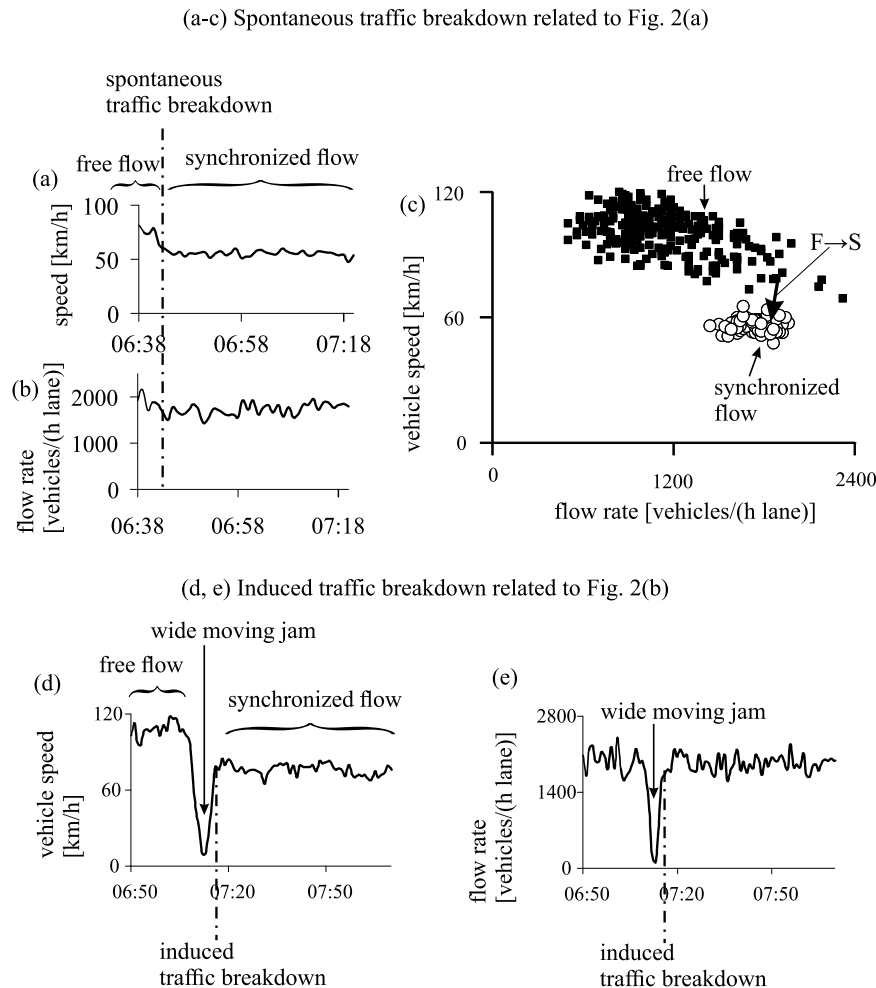 (a-c) Spontaneous traffic breakdown related to Fig. 2(a)
spontaneous
traffic breakdown
free flow
synchronized flow
(a)
speed [km/h]
100
50
0
06:38
06:58
07:18
(b)
flow rate
[vehicles/(h lane)]
2000
1000
0
06:38
06:58
07:18
(c)
vehicle speed [km/h]
120
60
0
free flow
F→S
synchronized
flow
0
1200
2400
flow rate [vehicles/(h lane)]
(d, e) Induced traffic breakdown related to Fig. 2(b)
wide moving jam
free flow
(d)
synchronized flow
vehicle speed
[km/h]
120
60
0
06:50
07:20
07:50
induced
traffic breakdown
(e)
wide moving jam
flow rate
[vehicles/(h lane)]
2800
1400
0
06:50
07:20
07:50
induced
traffic breakdown